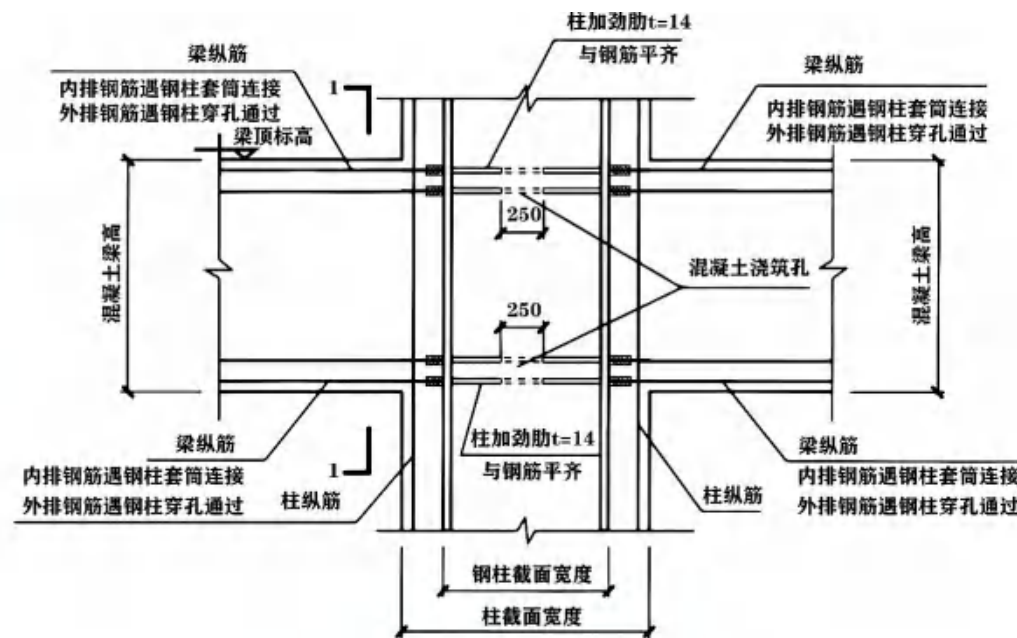 柱加劲肋t=14
与钢筋平齐
梁纵筋
内排钢筋遇钢柱套筒连接
外排钢筋遇钢柱穿孔通过
梁顶标高
1
梁纵筋
内排钢筋遇钢柱套筒连接
外排钢筋遇钢柱穿孔通过
250
混凝土浇筑孔
混凝土梁高
混凝土梁高
250
梁纵筋
内排钢筋遇钢柱套筒连接
外排钢筋遇钢柱穿孔通过
1
柱纵筋
柱加劲肋t=14
与钢筋平齐
柱纵筋
梁纵筋
内排钢筋遇钢柱套筒连接
外排钢筋遇钢柱穿孔通过
钢柱截面宽度
柱截面宽度